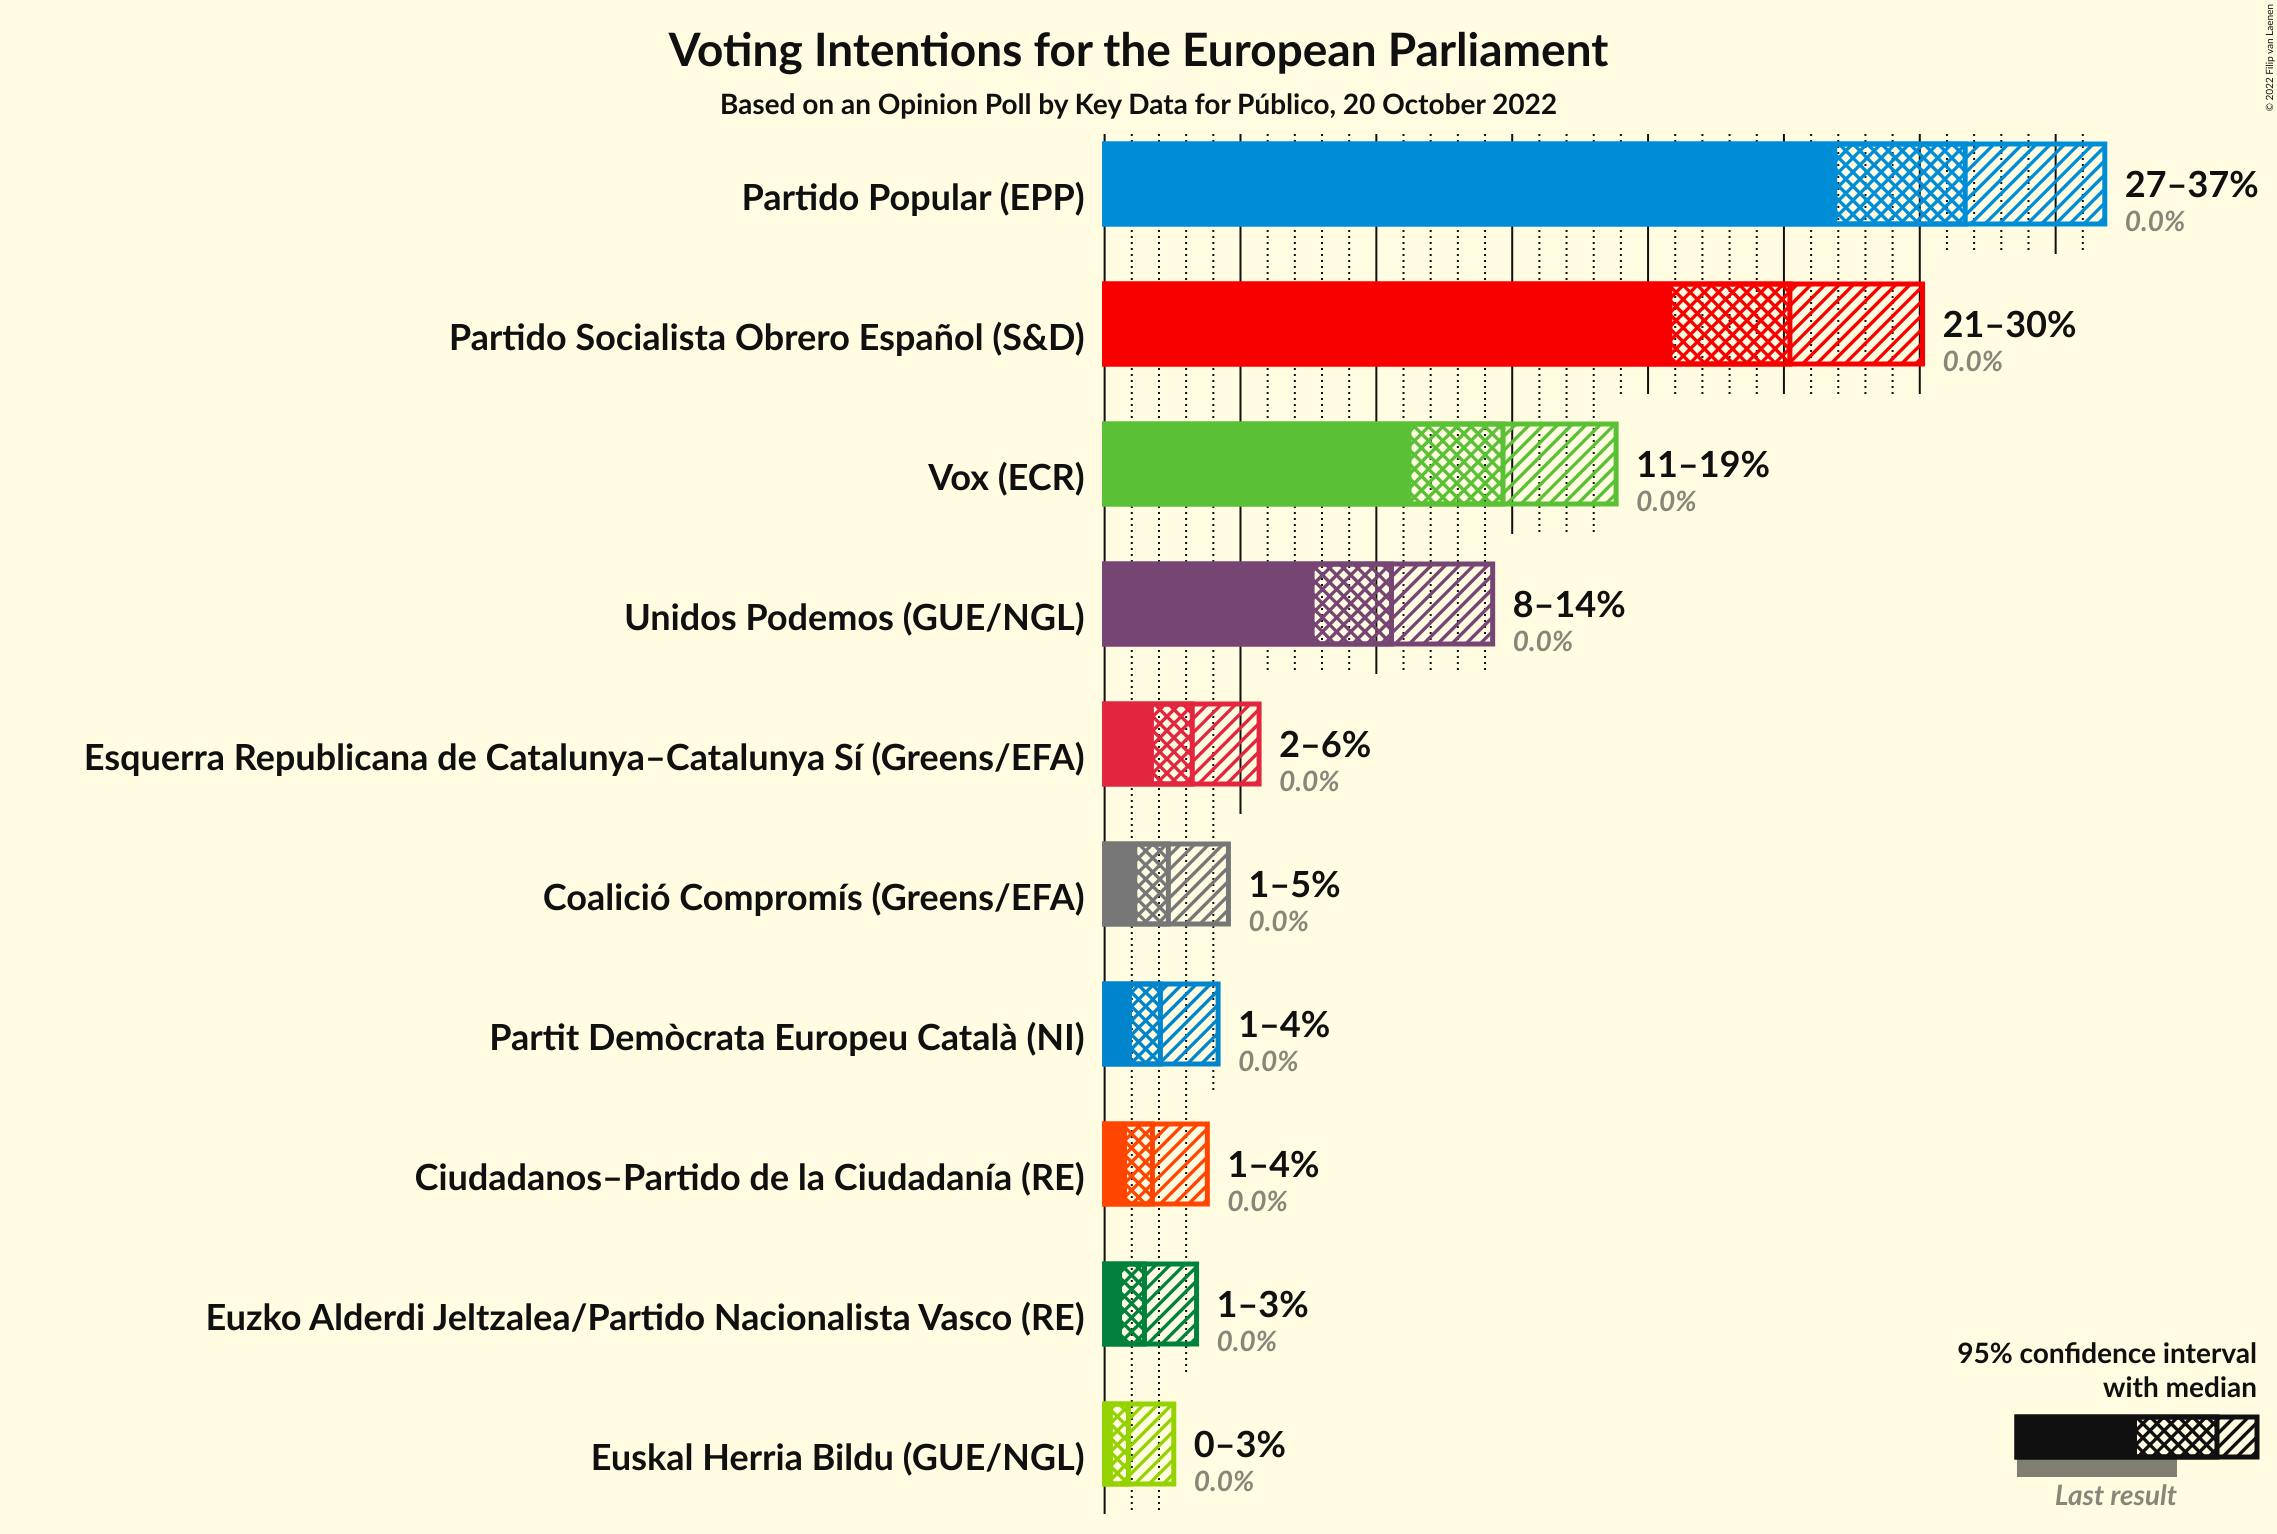 Voting Intentions for the European Parliament
Based on an Opinion Poll by Key Data for Público, 20 October 2022
© 2022 Filip van Laenen
Partido Popular (EPP)
27–37%
0.0%
Partido Socialista Obrero Español (S&D)
21–30%
0.0%
Vox (ECR)
11–19%
0.0%
Unidos Podemos (GUE/NGL)
8–14%
0.0%
Esquerra Republicana de Catalunya–Catalunya Sí (Greens/EFA)
2–6%
0.0%
Coalició Compromís (Greens/EFA)
1–5%
0.0%
Partit Demòcrata Europeu Català (NI)
1–4%
0.0%
Ciudadanos–Partido de la Ciudadanía (RE)
1–4%
0.0%
Euzko Alderdi Jeltzalea/Partido Nacionalista Vasco (RE)
1–3%
0.0%
Euskal Herria Bildu (GUE/NGL)
0–3%
0.0%
95% confidence interval
with median
Last result